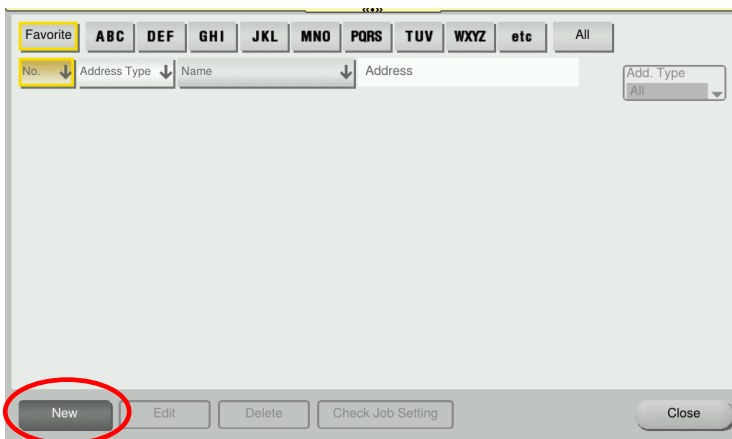 Favorite ABC DEF GHI JKL MNO PQRS TUV WXYZ etc All
No. Address Type Name Address Add. Type
All
New Edit Delete Check Job Setting Close